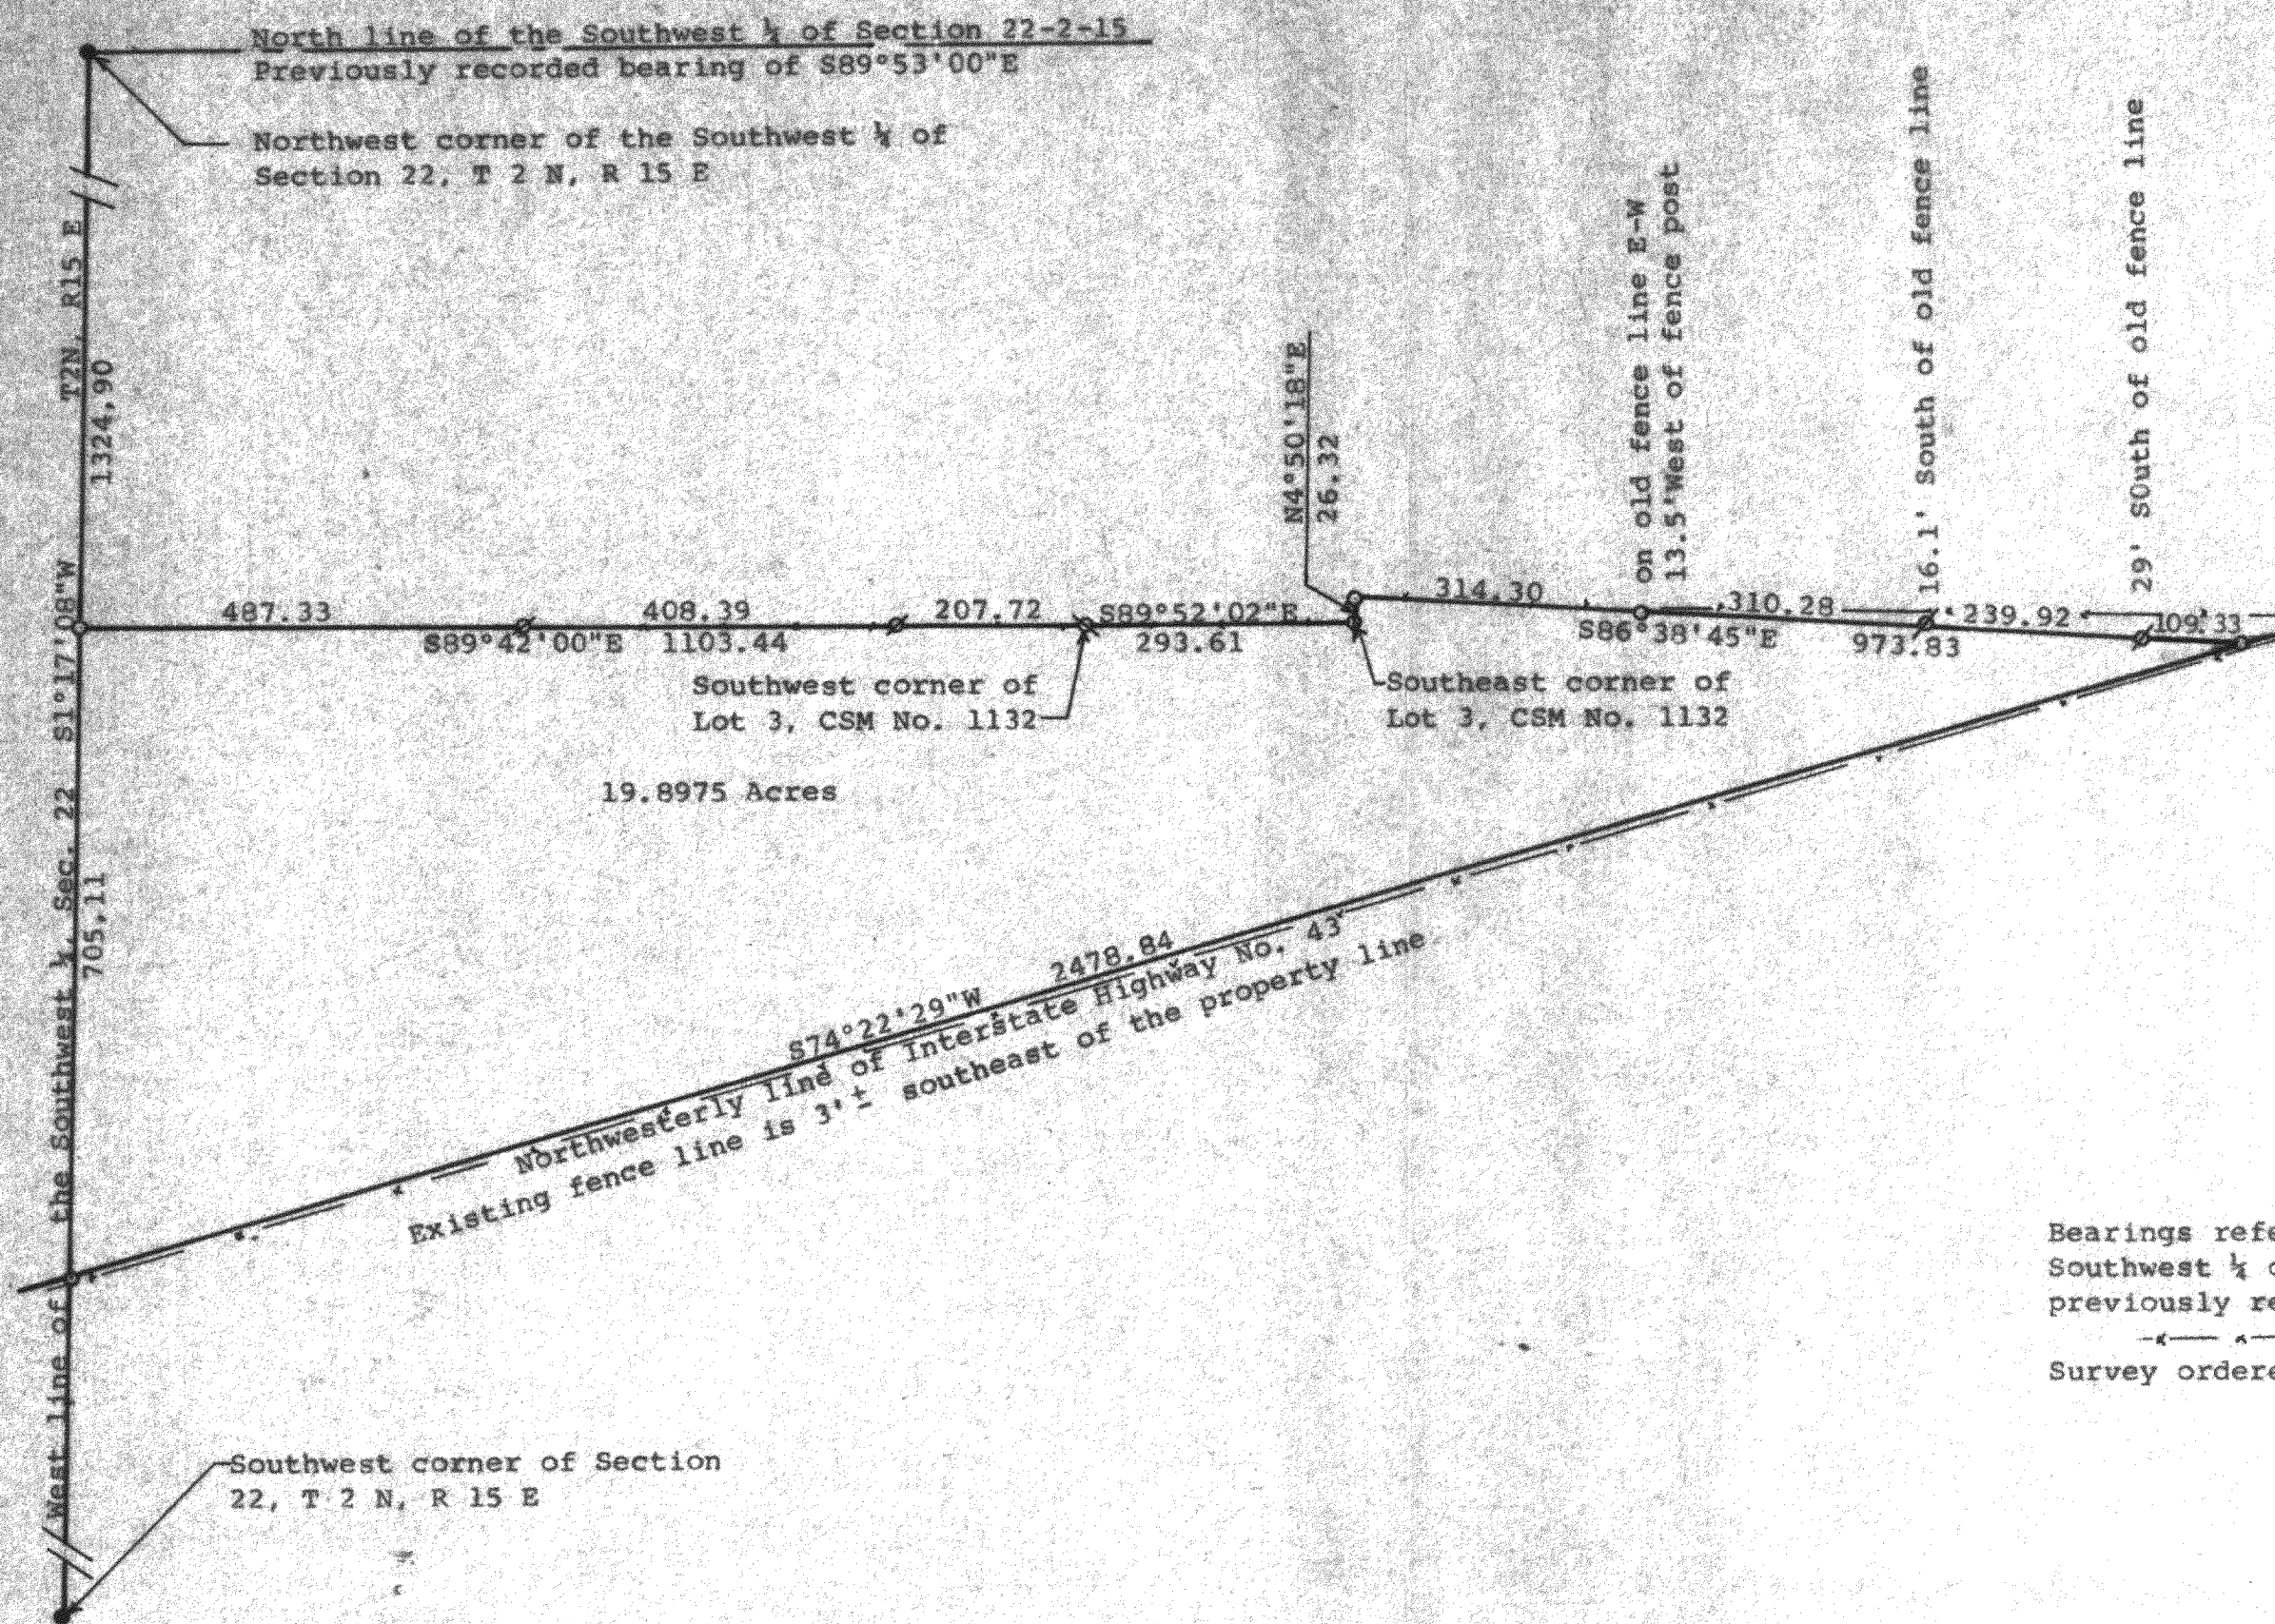 North line of the Southwest ¼ of Section 22-2-15
Previously recorded bearing of S89°53'00"E
Northwest corner of the Southwest ¼ of
Section 22, T 2 N, R 15 E
West line of the Southwest ¼, Sec. 22 S1°17'08"W T2N, R15 E
1324,90
705,11
487.33
408.39
207.72
S89°42'00"E 1103.44
S89°52'02"E
293.61
N4°50'18"E
26.32
314.30
on old fence line E-W
13.5'West of fence post
310.28
16.1' South of old fence line
239.92
29' SOuth of old fence line
109.33
S86°38'45"E
973.83
Southwest corner of
Lot 3, CSM No. 1132
Southeast corner of
Lot 3, CSM No. 1132
19.8975 Acres
S74°22'29"W 2478.84
Northwesterly line of Interstate Highway No. 43
Existing fence line is 3'± southeast of the property line
Bearings refe
Southwest ¼ o
previously re
Survey ordere
Southwest corner of Section
22, T 2 N, R 15 E